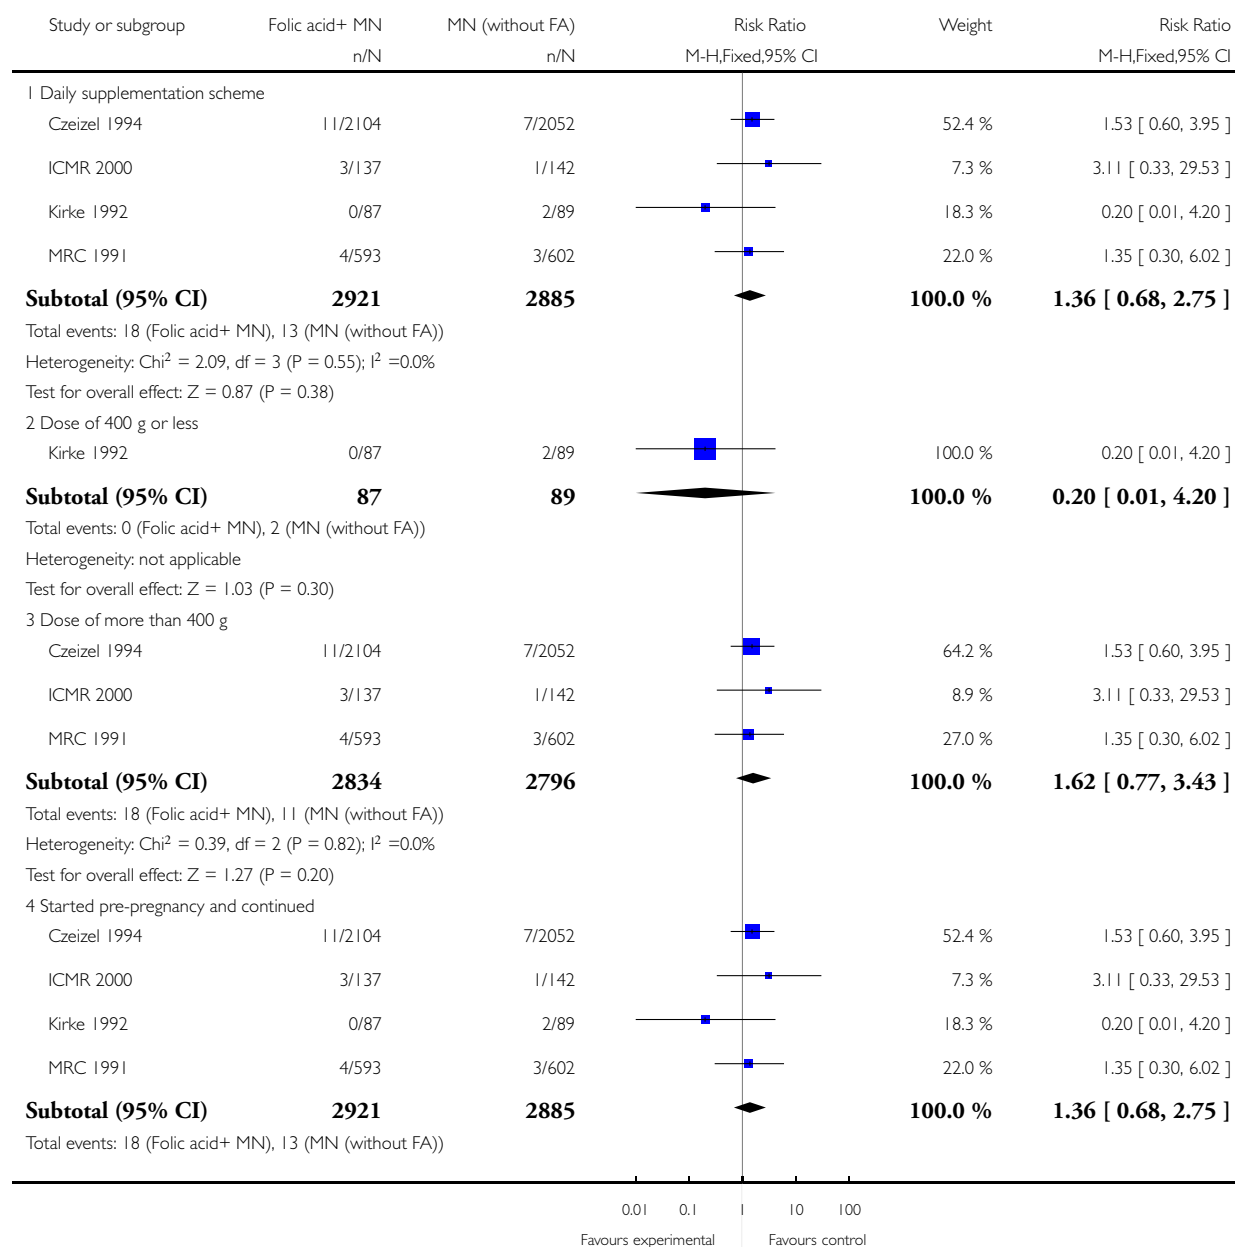 Study or subgroup Folic acid+ MN MN (without FA) Risk Ratio Weight Risk Ratio
n/N n/N M-H,Fixed,95% CI M-H,Fixed,95% CI
1 Daily supplementation scheme
Czeizel 1994 11/2104 7/2052 52.4 % 1.53 [ 0.60, 3.95 ]
ICMR 2000 3/137 1/142 7.3 % 3.11 [ 0.33, 29.53 ]
Kirke 1992 0/87 2/89 18.3 % 0.20 [ 0.01, 4.20 ]
MRC 1991 4/593 3/602 22.0 % 1.35 [ 0.30, 6.02 ]
Subtotal (95% CI) 2921 2885 100.0 % 1.36 [ 0.68, 2.75 ]
Total events: 18 (Folic acid+ MN), 13 (MN (without FA))
Heterogeneity: Chi² = 2.09, df = 3 (P = 0.55); I² =0.0%
Test for overall effect: Z = 0.87 (P = 0.38)
2 Dose of 400 g or less
Kirke 1992 0/87 2/89 100.0 % 0.20 [ 0.01, 4.20 ]
Subtotal (95% CI) 87 89 100.0 % 0.20 [ 0.01, 4.20 ]
Total events: 0 (Folic acid+ MN), 2 (MN (without FA))
Heterogeneity: not applicable
Test for overall effect: Z = 1.03 (P = 0.30)
3 Dose of more than 400 g
Czeizel 1994 11/2104 7/2052 64.2 % 1.53 [ 0.60, 3.95 ]
ICMR 2000 3/137 1/142 8.9 % 3.11 [ 0.33, 29.53 ]
MRC 1991 4/593 3/602 27.0 % 1.35 [ 0.30, 6.02 ]
Subtotal (95% CI) 2834 2796 100.0 % 1.62 [ 0.77, 3.43 ]
Total events: 18 (Folic acid+ MN), 11 (MN (without FA))
Heterogeneity: Chi² = 0.39, df = 2 (P = 0.82); I² =0.0%
Test for overall effect: Z = 1.27 (P = 0.20)
4 Started pre-pregnancy and continued
Czeizel 1994 11/2104 7/2052 52.4 % 1.53 [ 0.60, 3.95 ]
ICMR 2000 3/137 1/142 7.3 % 3.11 [ 0.33, 29.53 ]
Kirke 1992 0/87 2/89 18.3 % 0.20 [ 0.01, 4.20 ]
MRC 1991 4/593 3/602 22.0 % 1.35 [ 0.30, 6.02 ]
Subtotal (95% CI) 2921 2885 100.0 % 1.36 [ 0.68, 2.75 ]
Total events: 18 (Folic acid+ MN), 13 (MN (without FA))
0.01 0.1 1 10 100
Favours experimental Favours control